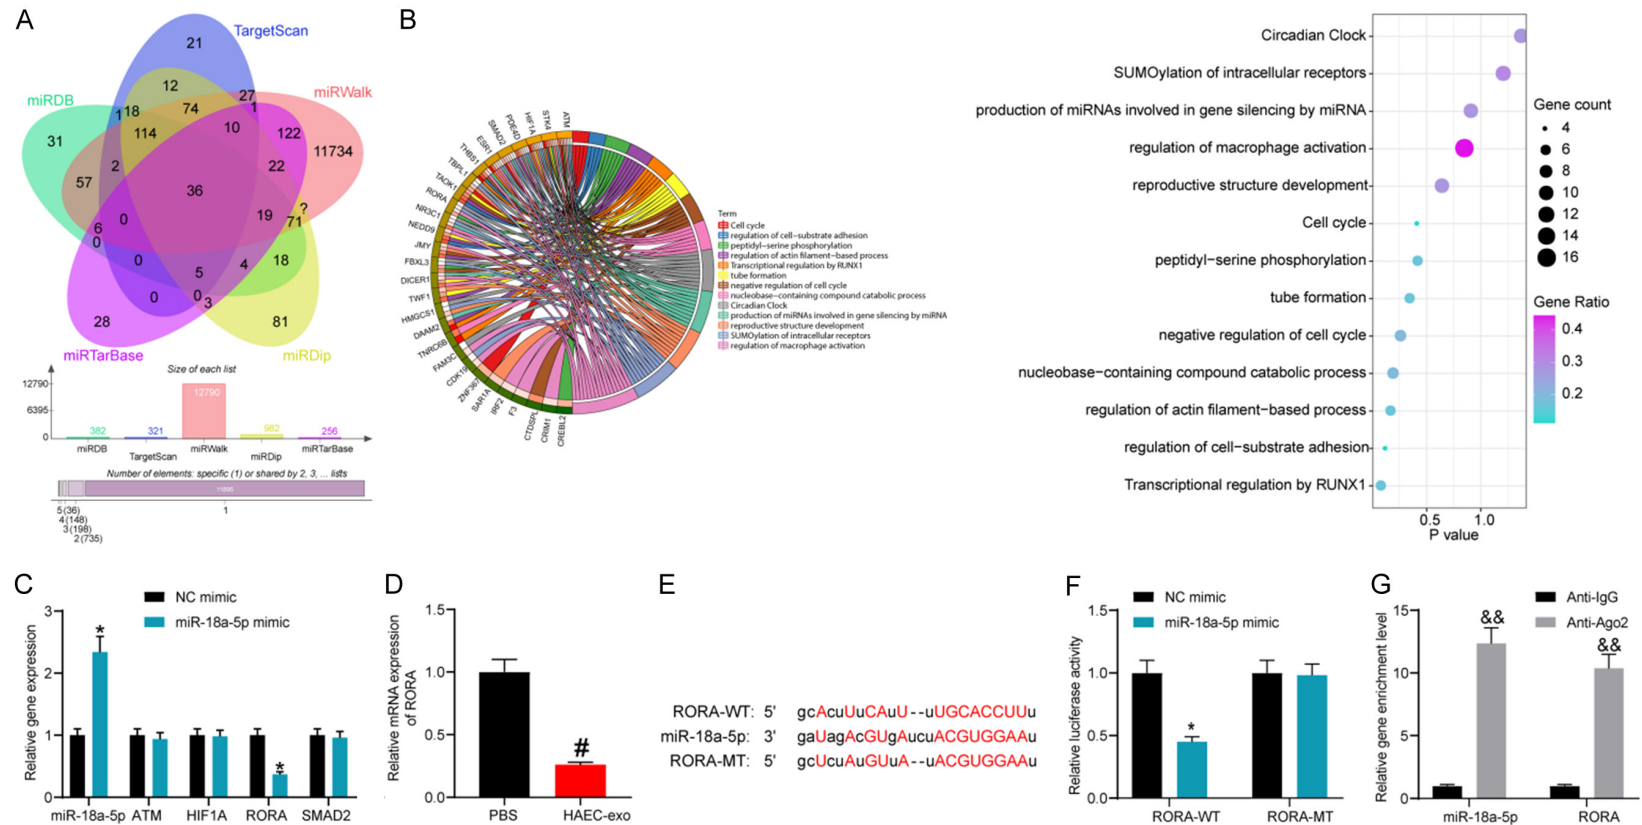 A
TargetScan
miRWalk
miRDB
miRTarBase
miRDip
21
12
27
1
1
18
74
114
10
122
11734
31
2
22
57
36
19
?
71
6
0
0
0
5
4
18
0
0
3
28
81
Size of each list
12790
6395
0
382
321
12790
982
256
miRDB
TargetScan
miRWalk
miRDip
miRTarBase
Number of elements: specific (1) or shared by 2, 3, ... lists
5 (36)
4 (148)
3 (198)
2 (735)
1
B
ATM
STK4
HIF1A
PDE4D
SMAD2
ESR1
THBS1
TBPL1
TAOK1
RORA
NR3C1
NEDD9
JMY
FBXL3
DICER1
TWF1
HMGCS1
DAAM2
TNRC6B
FAM3C
CDK19
ZNF367
SAR1A
IRF2
F3
CTDSPL
CRIM1
CREBL2
Term
Cell cycle
regulation of cell−substrate adhesion
peptidyl−serine phosphorylation
regulation of actin filament−based process
Transcriptional regulation by RUNX1
tube formation
negative regulation of cell cycle
nucleobase−containing compound catabolic process
Circadian Clock
production of miRNAs involved in gene silencing by miRNA
reproductive structure development
SUMOylation of intracellular receptors
regulation of macrophage activation
Circadian Clock
SUMOylation of intracellular receptors
production of miRNAs involved in gene silencing by miRNA
regulation of macrophage activation
reproductive structure development
Cell cycle
peptidyl−serine phosphorylation
tube formation
negative regulation of cell cycle
nucleobase−containing compound catabolic process
regulation of actin filament−based process
regulation of cell−substrate adhesion
Transcriptional regulation by RUNX1
0.5 1.0
P value
Gene count
4
6
8
10
12
14
16
Gene Ratio
0.4
0.3
0.2
C
NC mimic
miR-18a-5p mimic
Relative gene expression
3
2
1
0
*
*
miR-18a-5p ATM HIF1A RORA SMAD2
D
Relative mRNA expression
of RORA
1.5
1.0
0.5
0.0
#
PBS HAEC-exo
E
RORA-WT: 5' gcAcuUuCAuU--uUGCACCUUu
miR-18a-5p: 3' gaUagAcGUgAucuACGUGGAAu
RORA-MT: 5' gcUcuAuGUuA--uACGUGGAAu
F
NC mimic
miR-18a-5p mimic
Relative luciferase activity
1.5
1.0
0.5
0.0
*
RORA-WT RORA-MT
G
Anti-IgG
Anti-Ago2
Relative gene enrichment level
15
10
5
0
&&
&&
miR-18a-5p RORA